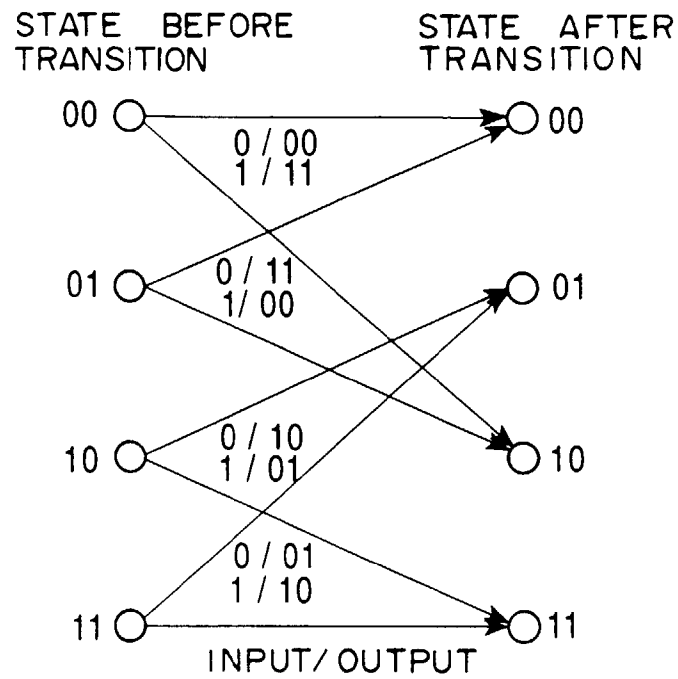 STATE BEFORE
TRANSITION
STATE AFTER
TRANSITION
00
00
0 / 00
1 / 11
01
01
0 / 11
1/ 00
10
10
0 / 10
1 / 01
0 / 01
1 / 10
11
11
INPUT/OUTPUT